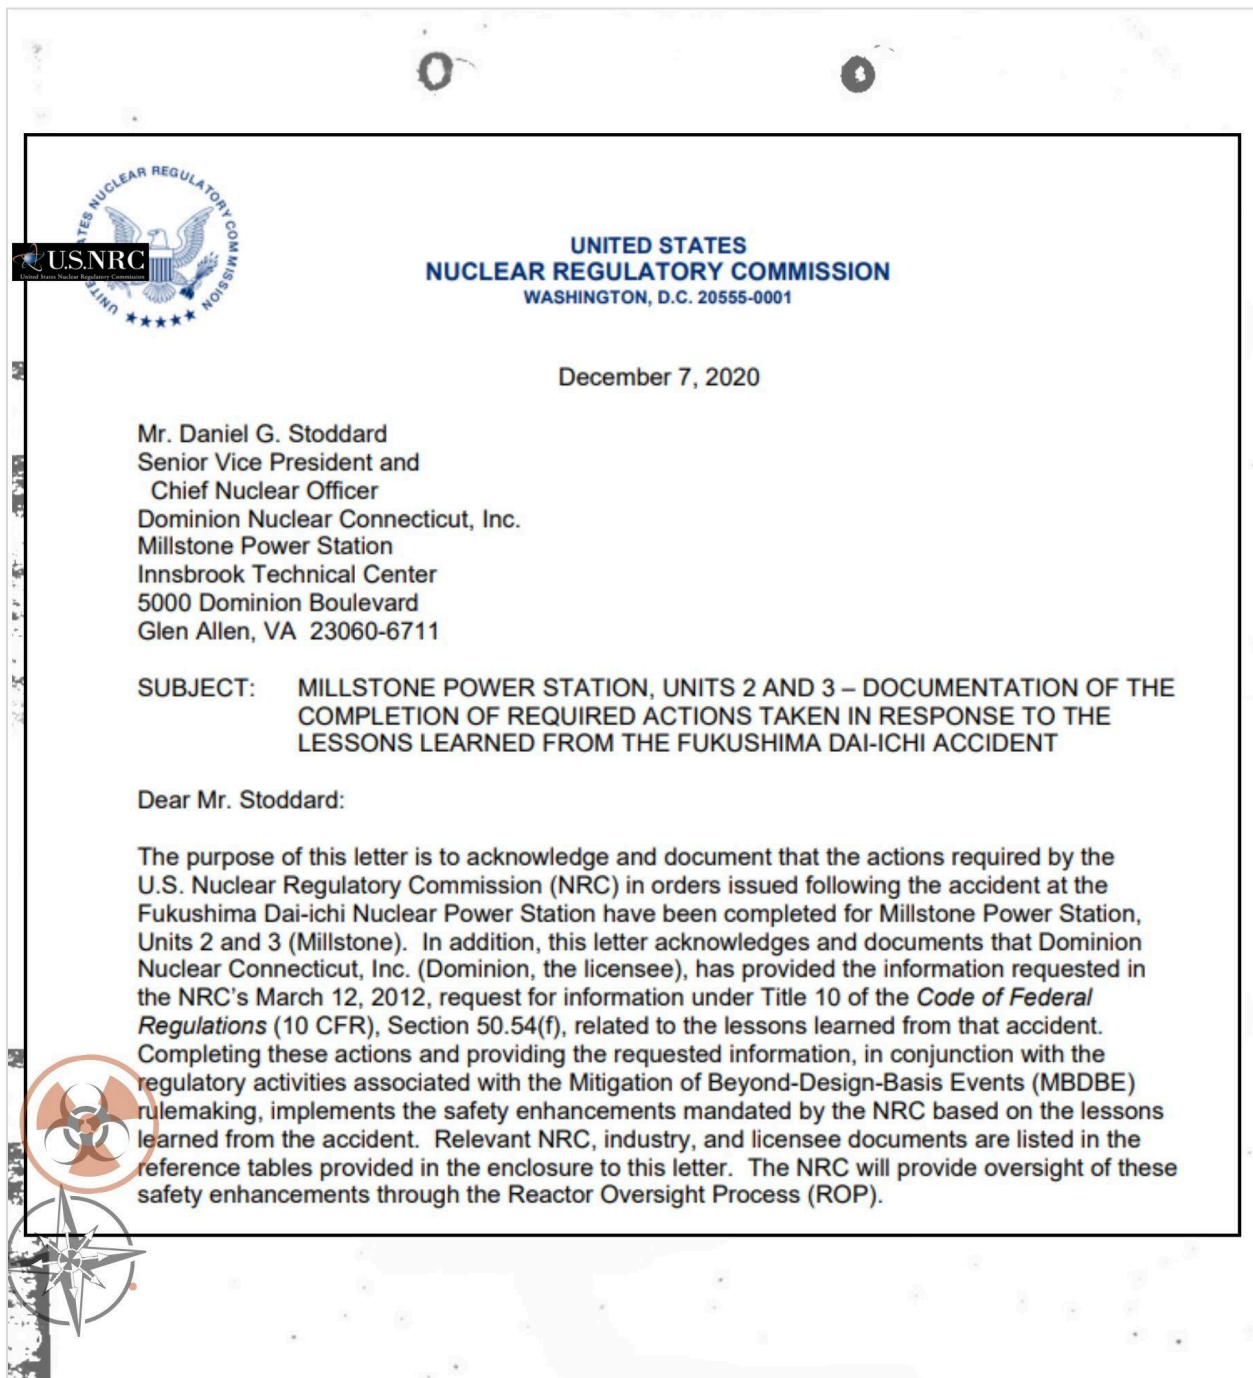 UNITED STATES NUCLEAR REGULATORY COMMISSION
U.S.NRC
United States Nuclear Regulatory Commission
UNITED STATES
NUCLEAR REGULATORY COMMISSION
WASHINGTON, D.C. 20555-0001
December 7, 2020
Mr. Daniel G. Stoddard
Senior Vice President and
Chief Nuclear Officer
Dominion Nuclear Connecticut, Inc.
Millstone Power Station
Innsbrook Technical Center
5000 Dominion Boulevard
Glen Allen, VA 23060-6711
SUBJECT: MILLSTONE POWER STATION, UNITS 2 AND 3 – DOCUMENTATION OF THE
COMPLETION OF REQUIRED ACTIONS TAKEN IN RESPONSE TO THE
LESSONS LEARNED FROM THE FUKUSHIMA DAI-ICHI ACCIDENT
Dear Mr. Stoddard:
The purpose of this letter is to acknowledge and document that the actions required by the
U.S. Nuclear Regulatory Commission (NRC) in orders issued following the accident at the
Fukushima Dai-ichi Nuclear Power Station have been completed for Millstone Power Station,
Units 2 and 3 (Millstone). In addition, this letter acknowledges and documents that Dominion
Nuclear Connecticut, Inc. (Dominion, the licensee), has provided the information requested in
the NRC's March 12, 2012, request for information under Title 10 of the Code of Federal
Regulations (10 CFR), Section 50.54(f), related to the lessons learned from that accident.
Completing these actions and providing the requested information, in conjunction with the
regulatory activities associated with the Mitigation of Beyond-Design-Basis Events (MBDBE)
rulemaking, implements the safety enhancements mandated by the NRC based on the lessons
learned from the accident. Relevant NRC, industry, and licensee documents are listed in the
reference tables provided in the enclosure to this letter. The NRC will provide oversight of these
safety enhancements through the Reactor Oversight Process (ROP).